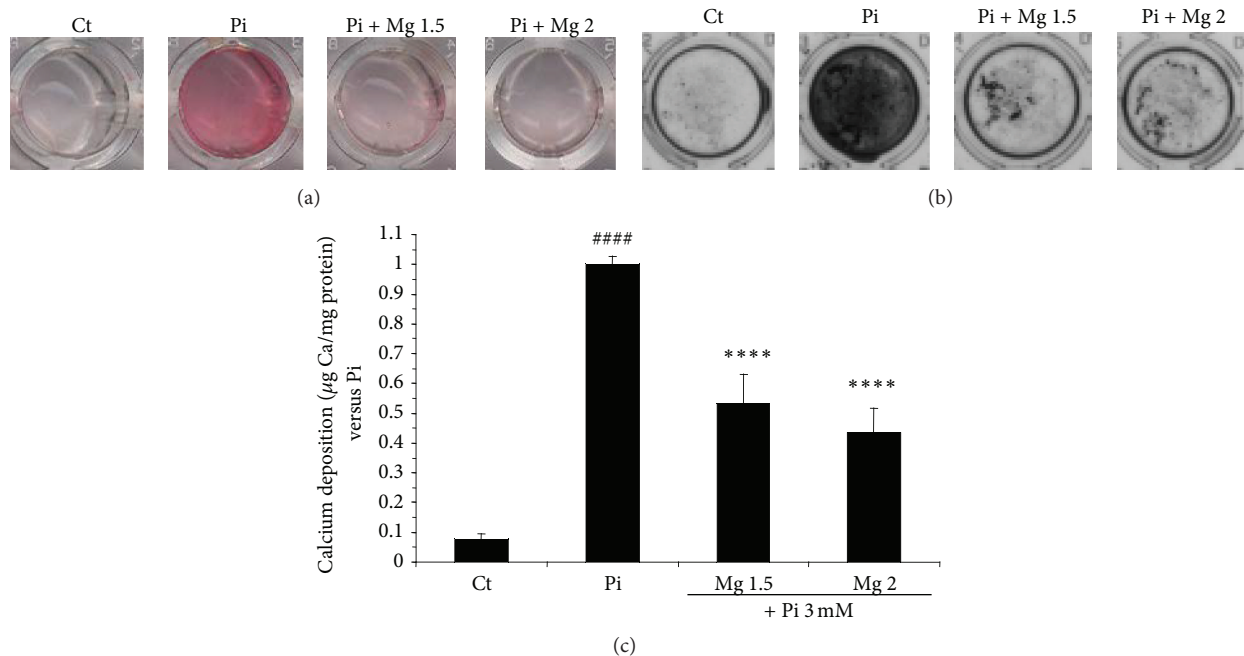 Ct Pi Pi + Mg 1.5 Pi + Mg 2
(a)
Ct Pi Pi + Mg 1.5 Pi + Mg 2
(b)
Calcium deposition (μg Ca/mg protein)
versus Pi
1.1
1
0.9
0.8
0.7
0.6
0.5
0.4
0.3
0.2
0.1
0
####
****
****
Ct Pi Mg 1.5 Mg 2
+ Pi 3 mM
(c)